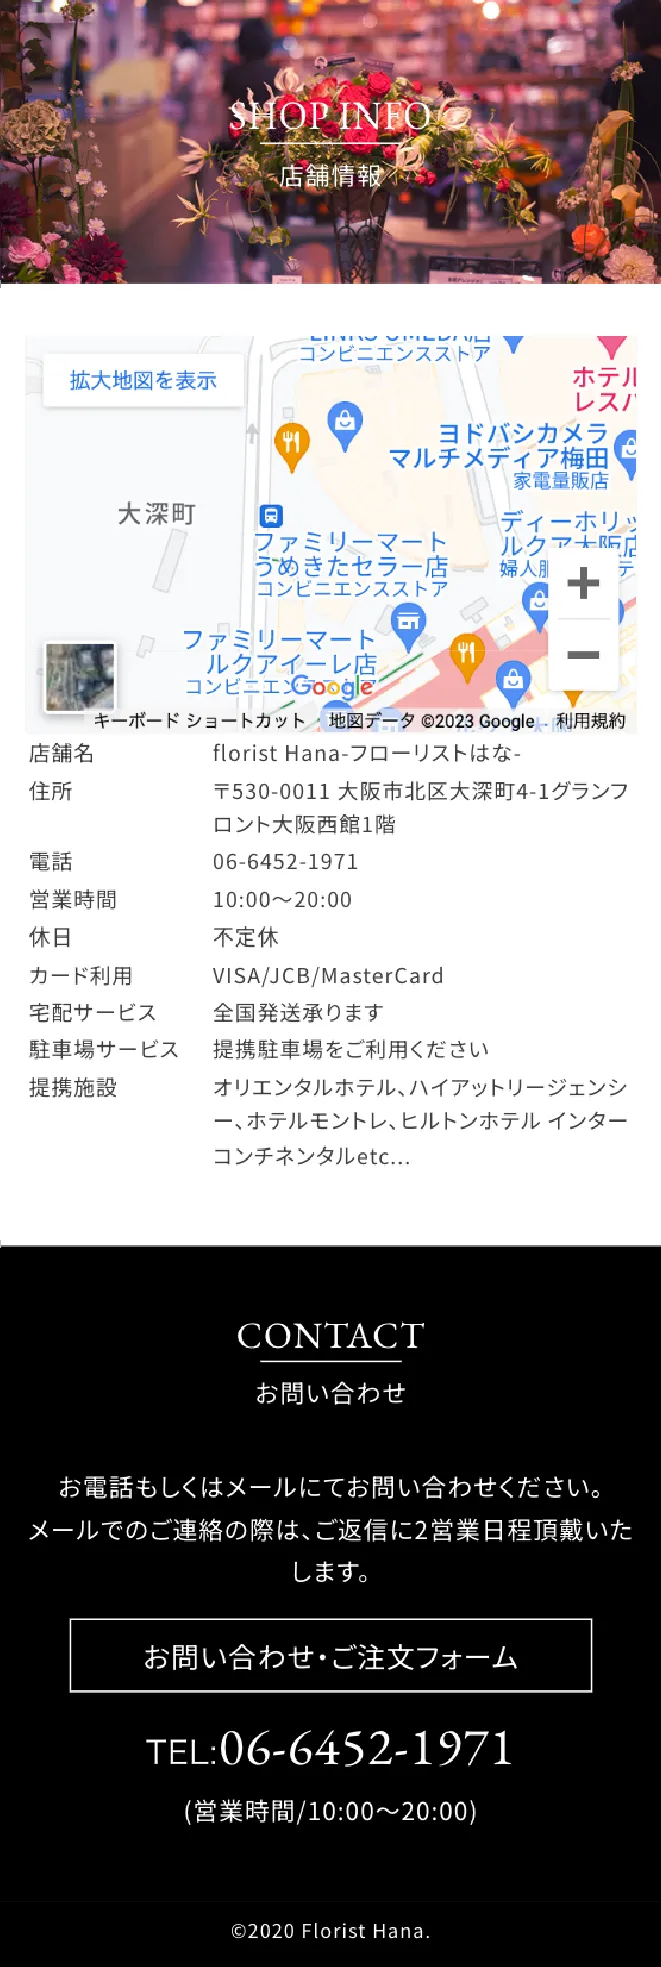 SHOP INFO
店舗情報
拡大地図を表示
LINKS UMEDA店
コンビニエンスストア
ホテル
レスパ
ヨドバシカメラ
マルチメディア梅田
家電量販店
大深町
ディーホリッ
ルクア大阪店
婦人服
ファミリーマート
うめきたセラー店
コンビニエンスストア
ファミリーマート
ルクアイーレ店
コンビニエン
Google
キーボード ショートカット
地図データ ©2023 Google
利用規約
店舗名 florist Hana-フローリストはな-
住所 〒530-0011 大阪市北区大深町4-1グランフ
ロント大阪西館1階
電話 06-6452-1971
営業時間 10:00〜20:00
休日 不定休
カード利用 VISA/JCB/MasterCard
宅配サービス 全国発送承ります
駐車場サービス 提携駐車場をご利用ください
提携施設 オリエンタルホテル、ハイアットリージェンシ
ー、ホテルモントレ、ヒルトンホテル インター
コンチネンタルetc...
CONTACT
お問い合わせ
お電話もしくはメールにてお問い合わせください。
メールでのご連絡の際は、ご返信に2営業日程頂戴いた
します。
お問い合わせ・ご注文フォーム
TEL:06-6452-1971
(営業時間/10:00〜20:00)
©2020 Florist Hana.